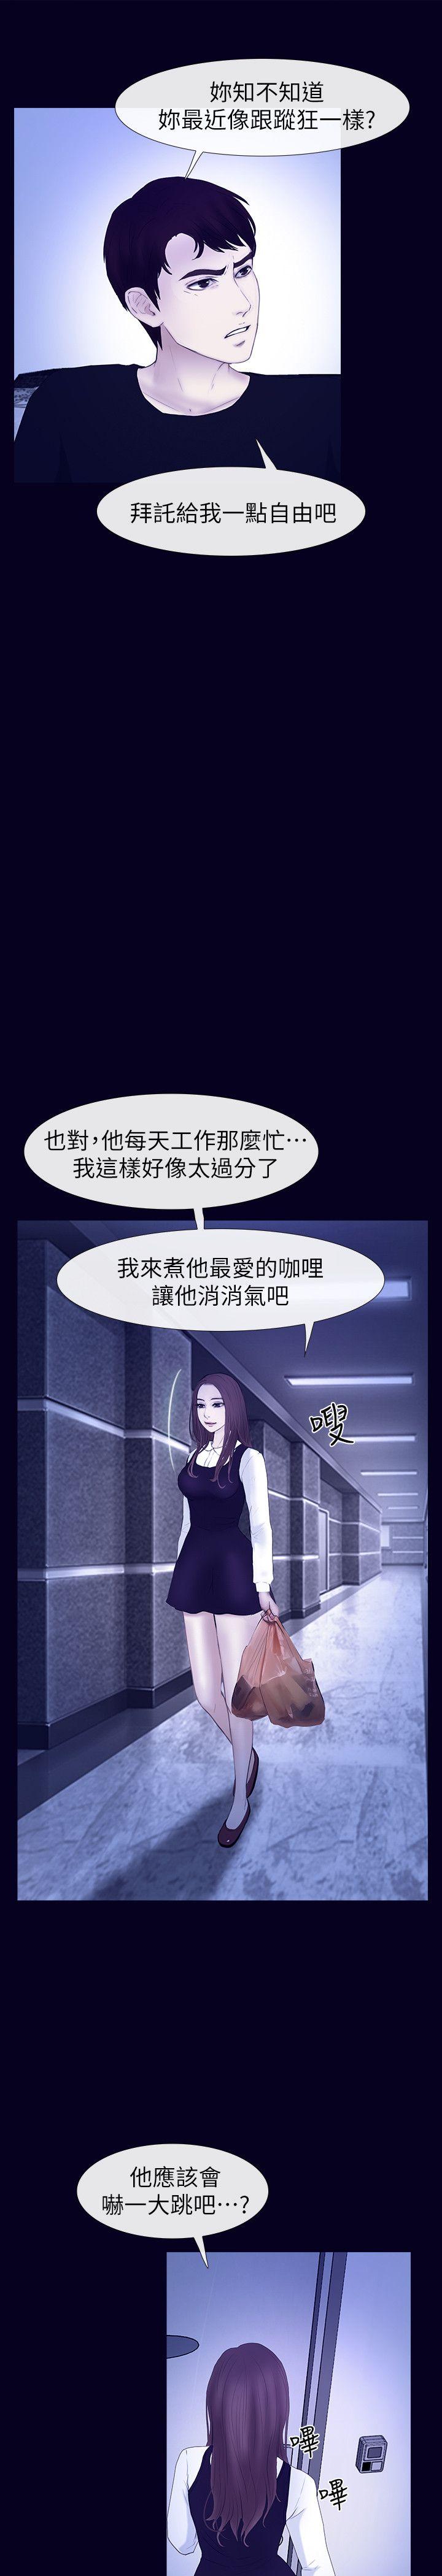 妳知不知道
妳最近像跟蹤狂一樣?
拜託給我一點自由吧
也對,他每天工作那麼忙…
我這樣好像太過分了
我來煮他最愛的咖哩
讓他消消氣吧
嗖
他應該會
嚇一大跳吧…?
嗶
嗶